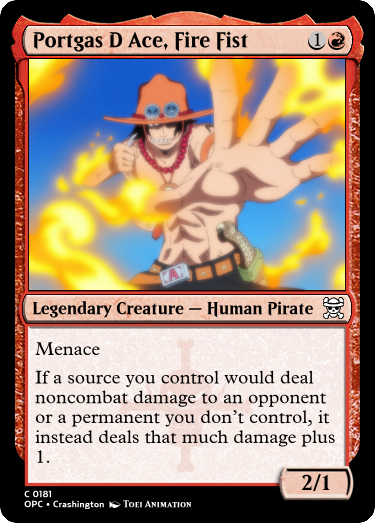 Portgas D Ace, Fire Fist 1
Legendary Creature — Human Pirate
Menace
If a source you control would deal
noncombat damage to an opponent
or a permanent you don't control, it
instead deals that much damage plus
1.
2/1
C 0181
OPC • Crashington TOEI ANIMATION
A